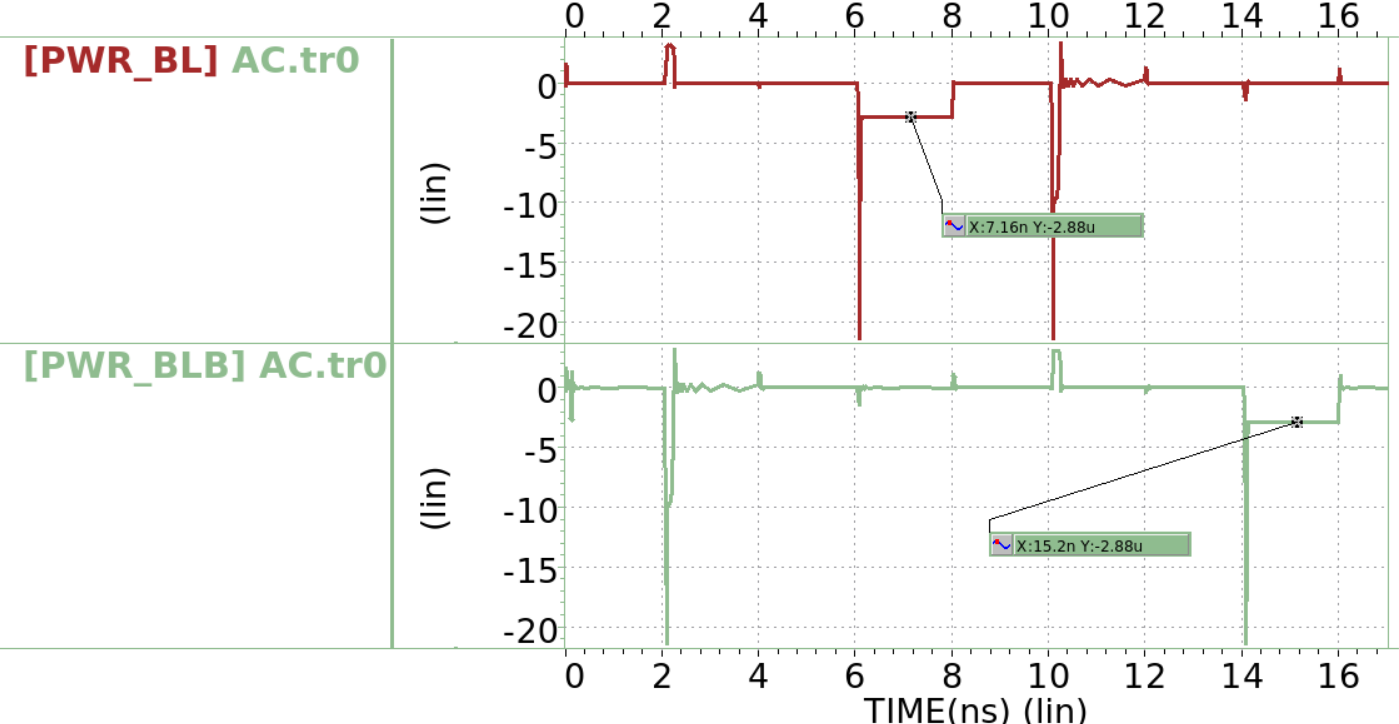 0 2 4 6 8 10 12 14 16
[PWR_BL] AC.tr0
(lin)
0
-5
-10
-15
-20
X:7.16n Y:-2.88u
[PWR_BLB] AC.tr0
(lin)
0
-5
-10
-15
-20
X:15.2n Y:-2.88u
0 2 4 6 8 10 12 14 16
TIME(ns) (lin)